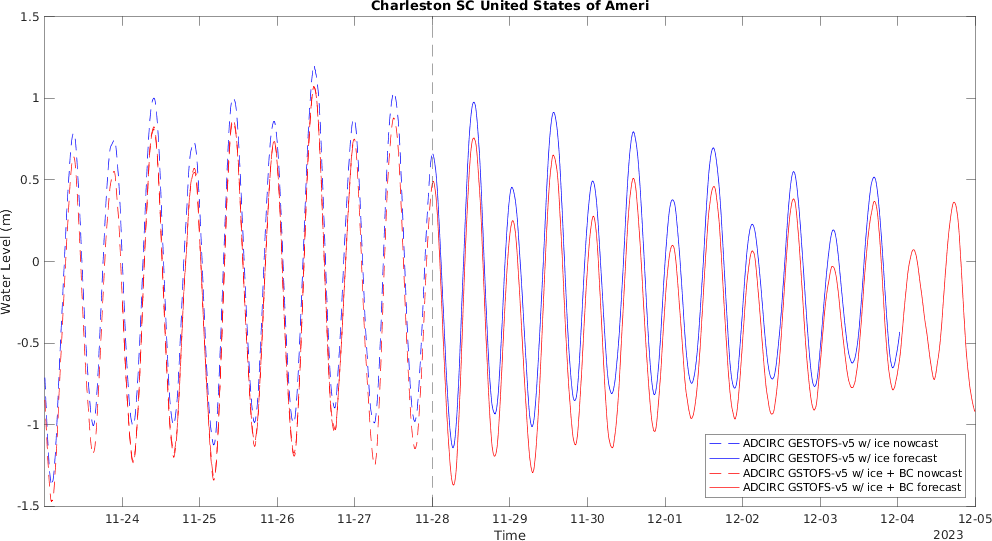 Charleston SC United States of Ameri
1.5
1
0.5
0
-0.5
-1
-1.5
Water Level (m)
11-24
11-25
11-26
11-27
11-28
11-29
11-30
12-01
12-02
12-03
12-04
12-05
Time
2023
ADCIRC GESTOFS-v5 w/ ice nowcast
ADCIRC GESTOFS-v5 w/ ice forecast
ADCIRC GSTOFS-v5 w/ ice + BC nowcast
ADCIRC GSTOFS-v5 w/ ice + BC forecast